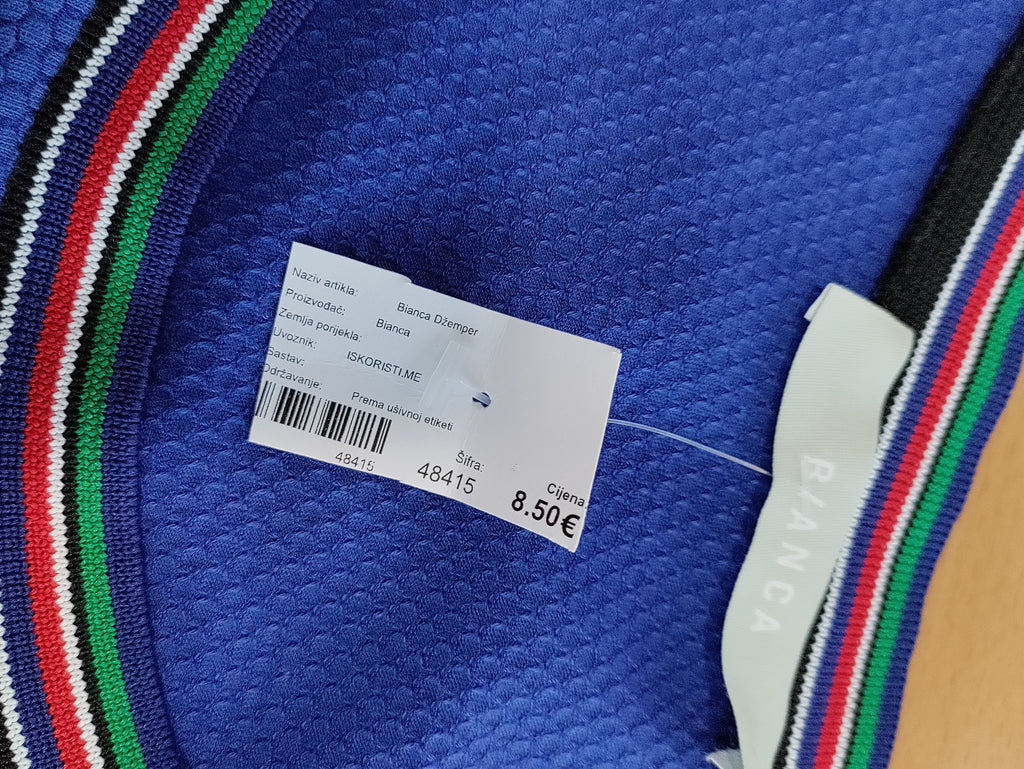 Naziv artikla: Bianca Džemper
Proizvođač: Bianca
Zemlja porijekla:
Uvoznik: ISKORISTI.ME
Sastav:
Održavanje: Prema ušivnoj etiketi
48415
Šifra:
48415
Cijena
8.50€
BIANCA